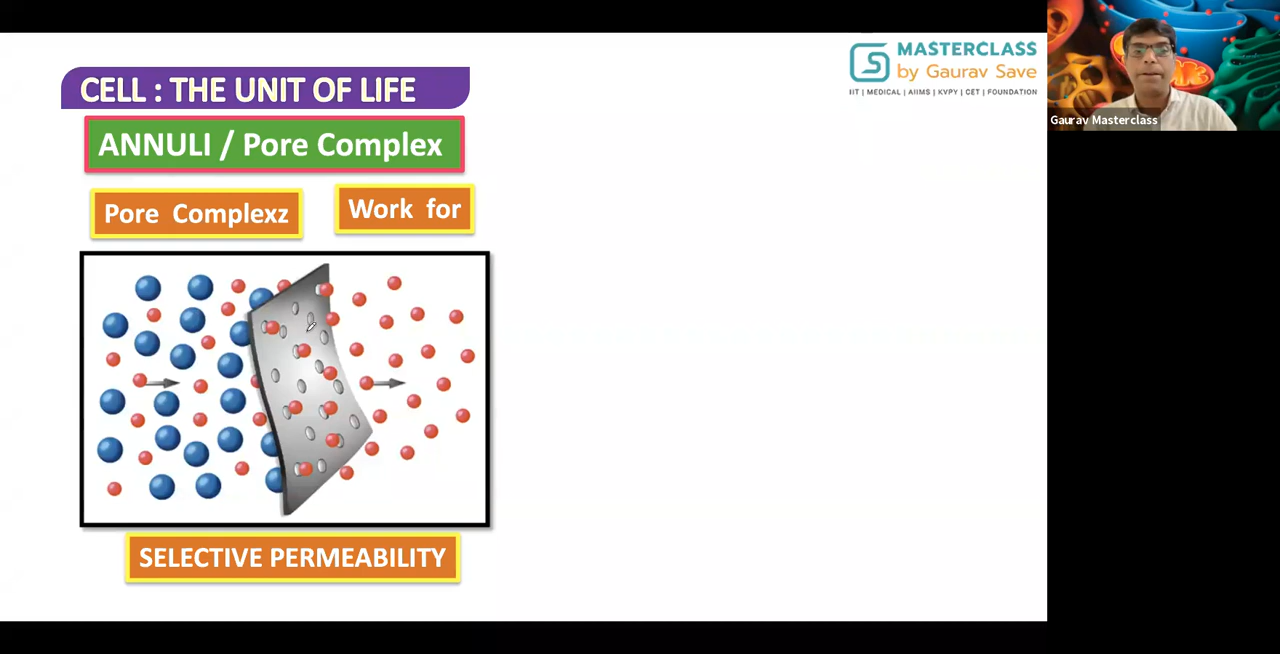 MASTERCLASS
by Gaurav Save
IIT | MEDICAL | AIIMS | KVPY | CET | FOUNDATION
Gaurav Masterclass
CELL : THE UNIT OF LIFE
ANNULI / Pore Complex
Pore Complexz
Work for
SELECTIVE PERMEABILITY